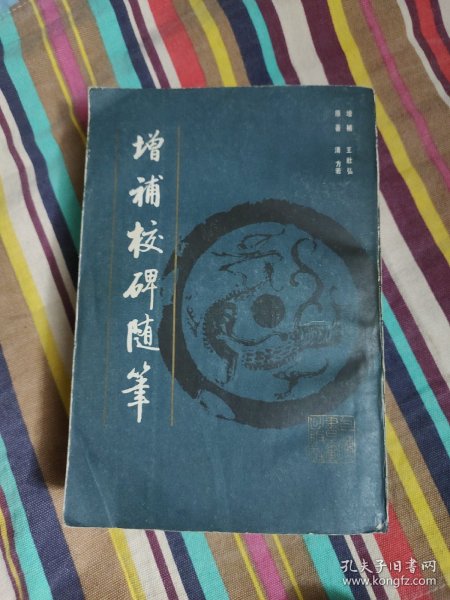 增補校碑隨筆
增補 王壯弘
原著 清 方若
孔夫子旧书网
www.kongfz.com